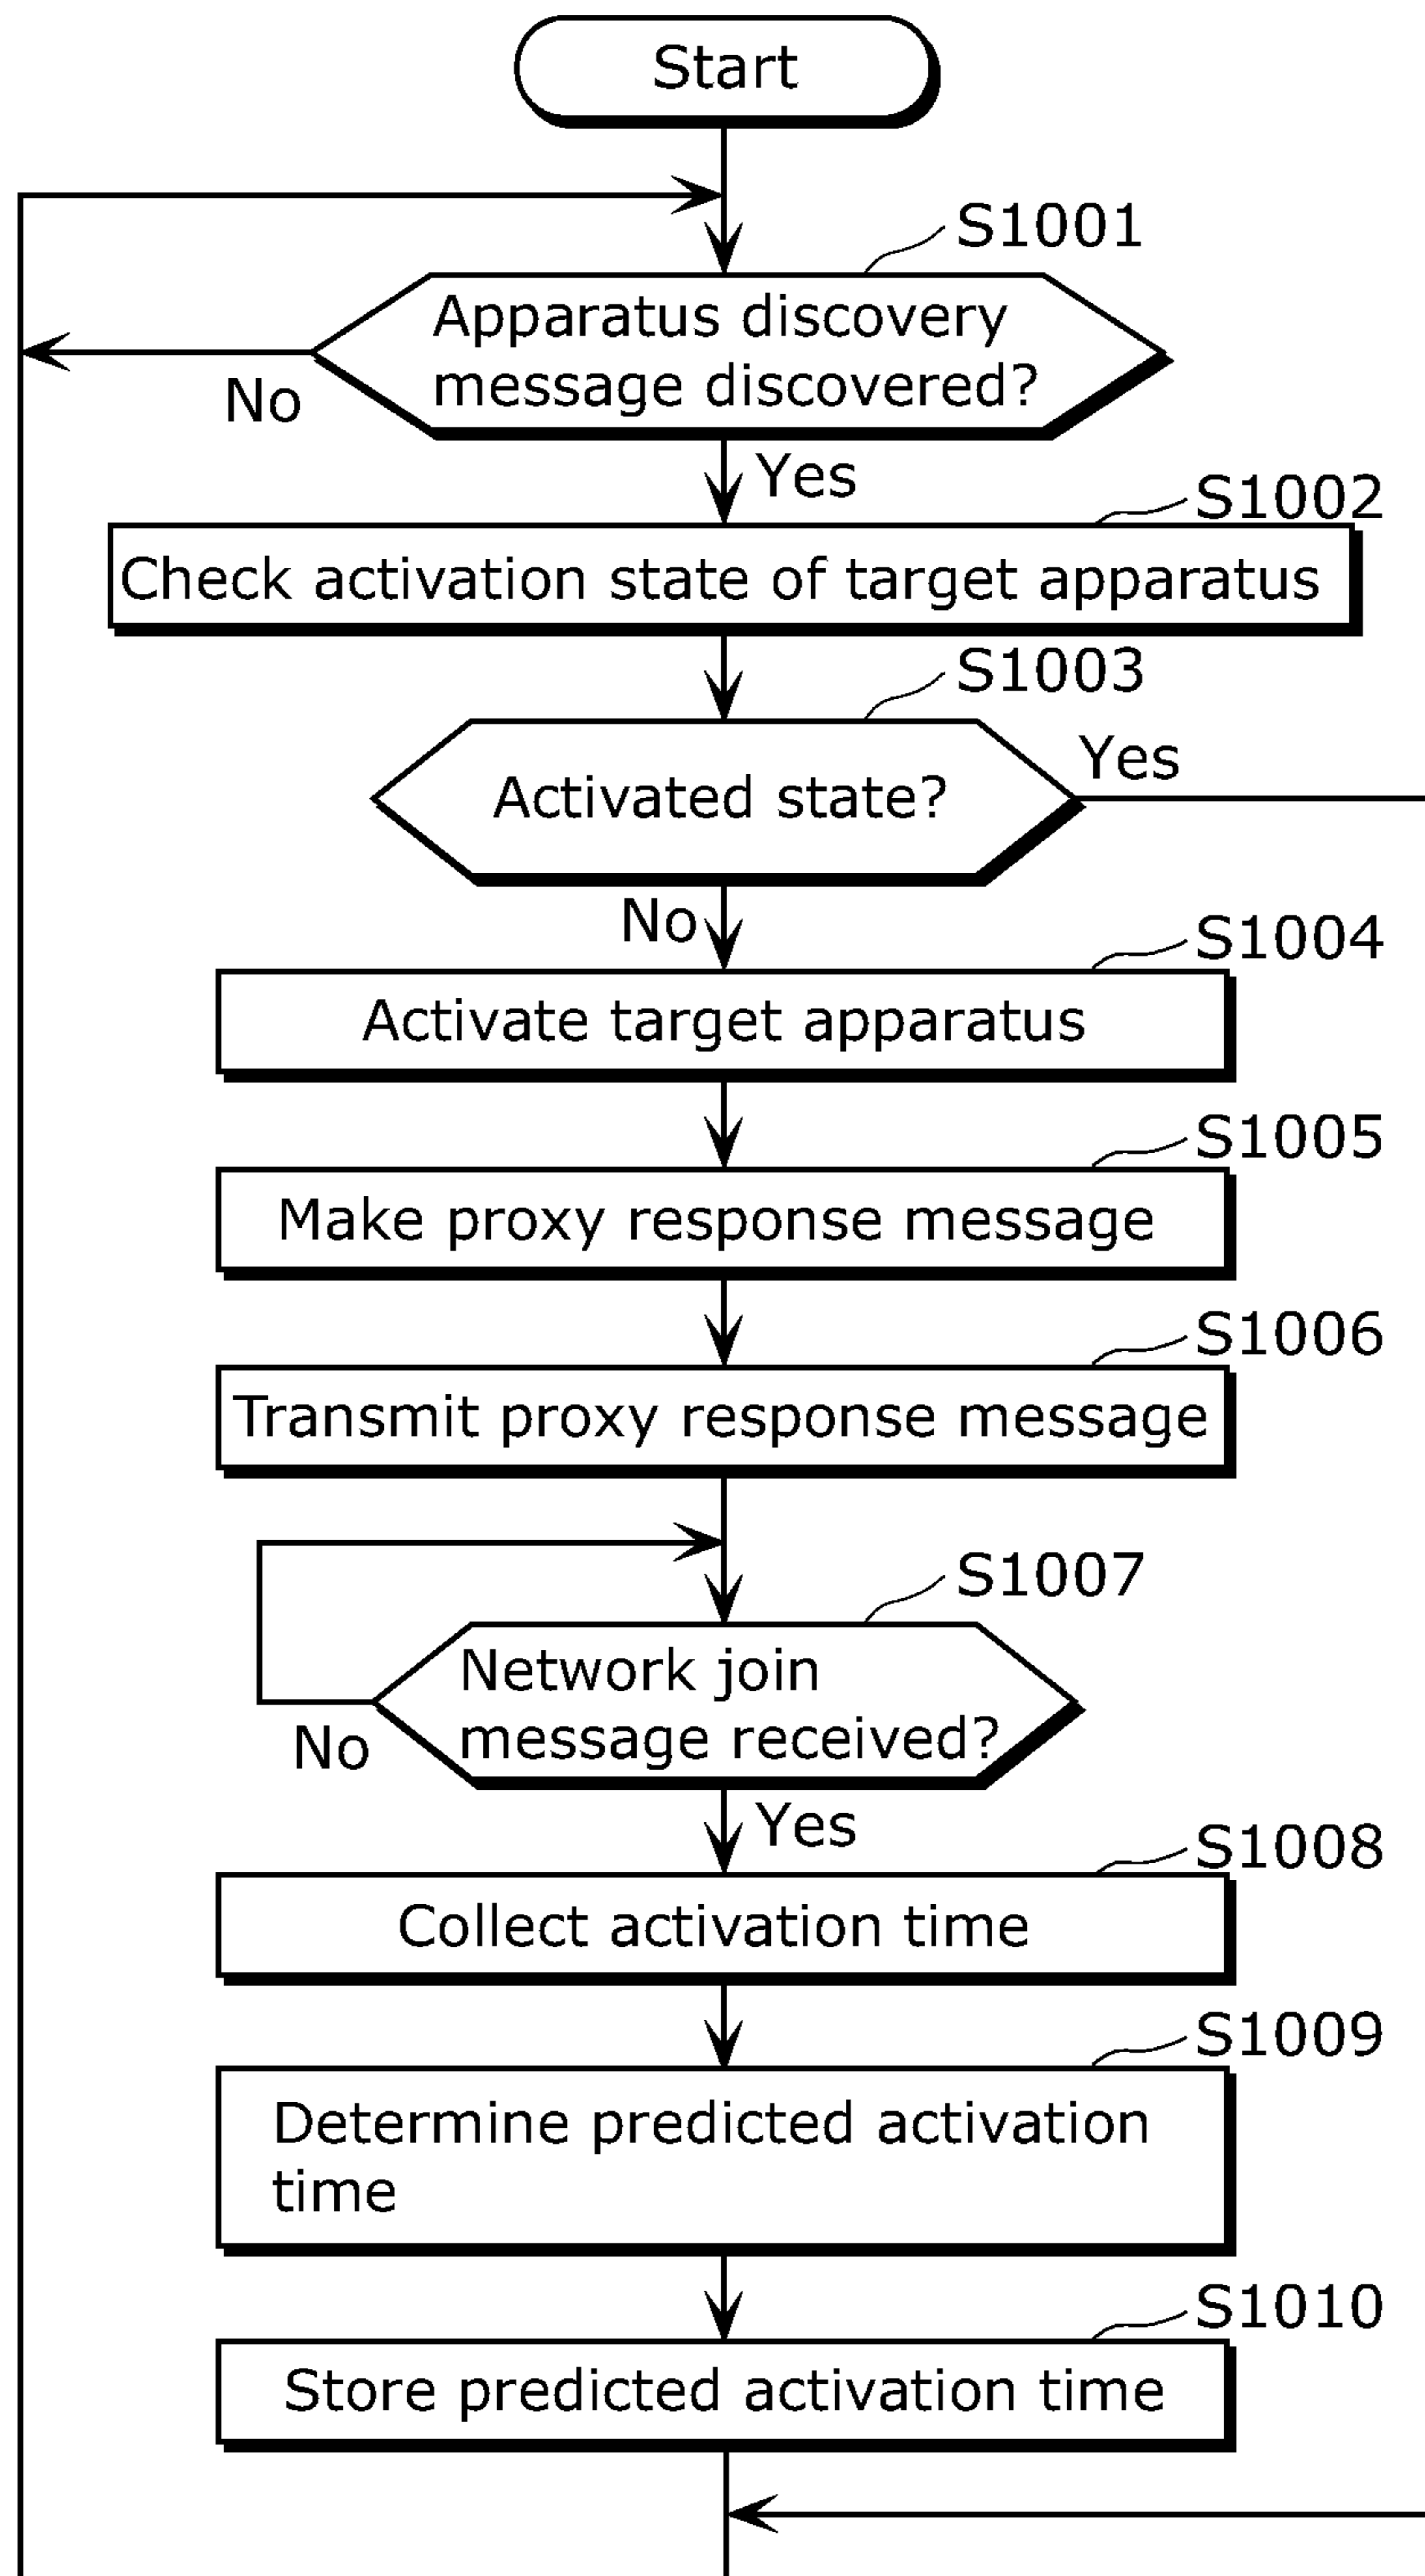 Start
S1001
Apparatus discovery
message discovered?
No
Yes
S1002
Check activation state of target apparatus
S1003
Activated state?
Yes
No
S1004
Activate target apparatus
S1005
Make proxy response message
S1006
Transmit proxy response message
S1007
Network join
message received?
No
Yes
S1008
Collect activation time
S1009
Determine predicted activation
time
S1010
Store predicted activation time